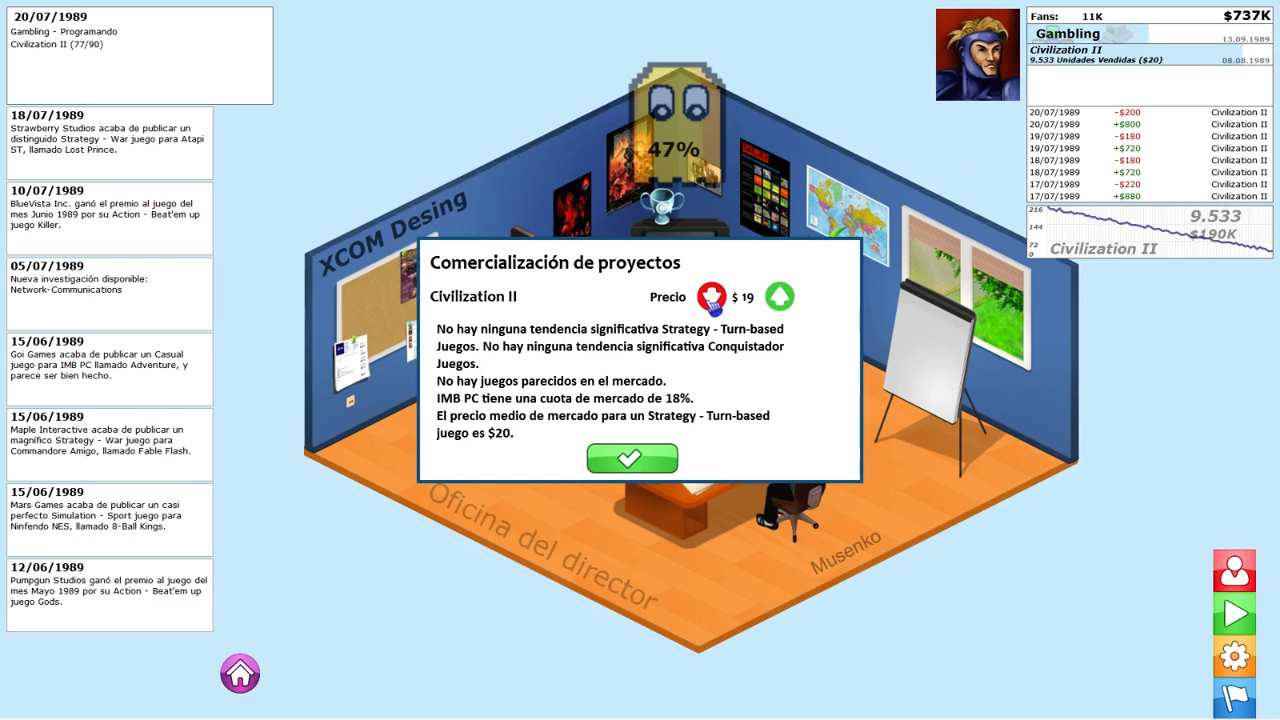 20/07/1989
Gambling - Programando
Civilization II (77/90)
18/07/1989
Strawberry Studios acaba de publicar un
distinguido Strategy - War juego para Atapi
ST, llamado Lost Prince.
10/07/1989
BlueVista Inc. ganó el premio al juego del
mes Junio 1989 por su Action - Beat'em up
juego Killer.
05/07/1989
Nueva investigación disponible:
Network-Communications
15/06/1989
Goi Games acaba de publicar un Casual
juego para IMB PC llamado Adventure, y
parece ser bien hecho.
15/06/1989
Maple Interactive acaba de publicar un
magnífico Strategy - War juego para
Commandore Amigo, llamado Fable Flash.
15/06/1989
Mars Games acaba de publicar un casi
perfecto Simulation - Sport juego para
Ninfendo NES, llamado 8-Ball Kings.
12/06/1989
Pumpgun Studios ganó el premio al juego del
mes Mayo 1989 por su Action - Beat'em up
juego Gods.
47%
XCOM Desing
Comercialización de proyectos
Civilization II
Precio
$ 19
No hay ninguna tendencia significativa Strategy - Turn-based
Juegos. No hay ninguna tendencia significativa Conquistador
Juegos.
No hay juegos parecidos en el mercado.
IMB PC tiene una cuota de mercado de 18%.
El precio medio de mercado para un Strategy - Turn-based
juego es $20.
Oficina del director
Musenko
Fans: 11K $737K
Gambling 13.09.1989
Civilization II
9.533 Unidades Vendidas ($20) 08.08.1989
20/07/1989 -$200 Civilization II
20/07/1989 +$800 Civilization II
19/07/1989 -$180 Civilization II
19/07/1989 +$720 Civilization II
18/07/1989 -$180 Civilization II
18/07/1989 +$720 Civilization II
17/07/1989 -$220 Civilization II
17/07/1989 +$880 Civilization II
216
144
72
0
9.533
$190K
Civilization II